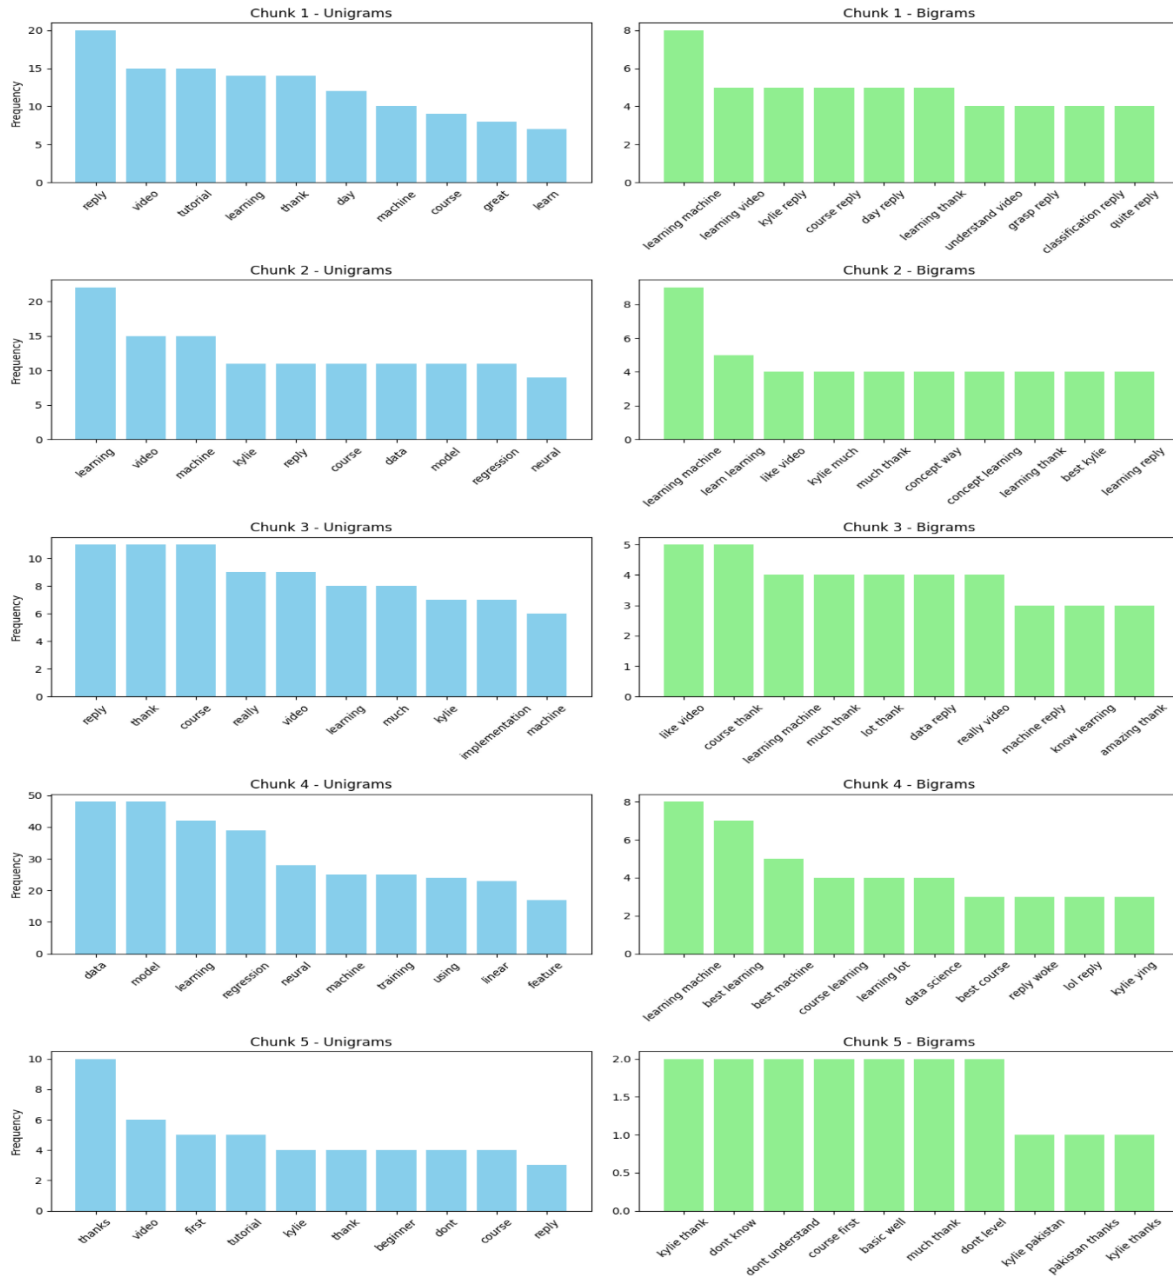 Chunk 1 - Unigrams
Frequency
20
15
10
5
0
reply video tutorial learning thank day machine course great learn
Chunk 1 - Bigrams
8
6
4
2
0
learning machine learning video kylie reply course reply day reply learning thank understand video grasp reply classification reply quite reply
Chunk 2 - Unigrams
Frequency
20
15
10
5
0
learning video machine kylie reply course data model regression neural
Chunk 2 - Bigrams
8
6
4
2
0
learning machine learn learning like video kylie much much thank concept way concept learning learning thank best kylie learning reply
Chunk 3 - Unigrams
Frequency
10
8
6
4
2
0
reply thank course really video learning much kylie implementation machine
Chunk 3 - Bigrams
5
4
3
2
1
0
like video course thank learning machine much thank lot thank data reply really video machine reply know learning amazing thank
Chunk 4 - Unigrams
Frequency
50
40
30
20
10
0
data model learning regression neural machine training using linear feature
Chunk 4 - Bigrams
8
6
4
2
0
learning machine best learning best machine course learning learning lot data science best course reply woke lol reply kylie ying
Chunk 5 - Unigrams
Frequency
10
8
6
4
2
0
thanks video first tutorial kylie thank beginner dont course reply
Chunk 5 - Bigrams
2.0
1.5
1.0
0.5
0.0
kylie thank dont know dont understand course first basic well much thank dont level kylie pakistan pakistan thanks kylie thanks